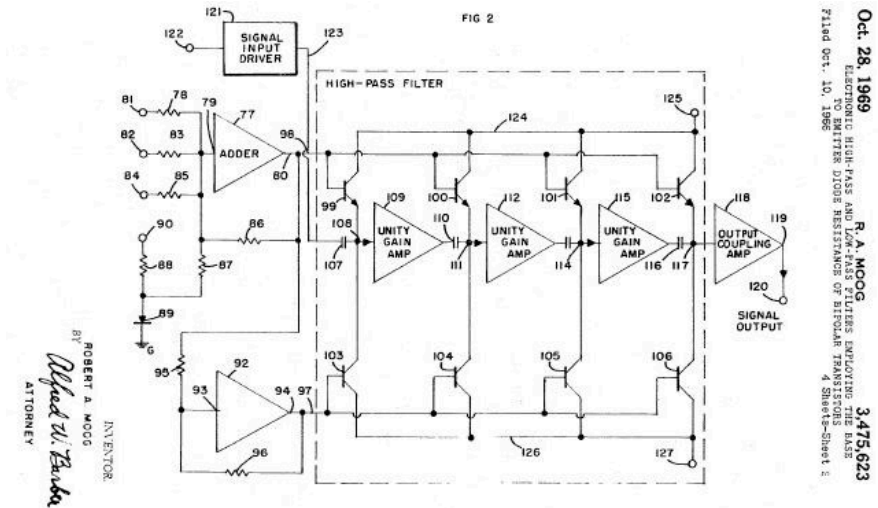 Oct. 28, 1969
R. A. MOOG
3,475,623
ELECTRONIC HIGH-PASS AND LOW-PASS FILTERS EMPLOYING THE BASE
TO EMITTER DIODE RESISTANCE OF BIPOLAR TRANSISTORS
Filed Oct. 10, 1966
4 Sheets-Sheet 2
FIG 2
121
122
SIGNAL
INPUT
DRIVER
123
HIGH-PASS FILTER
81
78
79
77
82
83
ADDER
80
98
84
85
90
86
88
87
89
G
124
125
99
100
101
102
109
112
115
118
108
110
UNITY
GAIN
AMP
UNITY
GAIN
AMP
UNITY
GAIN
AMP
OUTPUT
COUPLING
AMP
119
107
111
114
116
117
120
SIGNAL
OUTPUT
103
104
105
106
95
92
93
94
97
96
126
127
INVENTOR.
ROBERT A. MOOG
BY
Alfred W. Barber
ATTORNEY